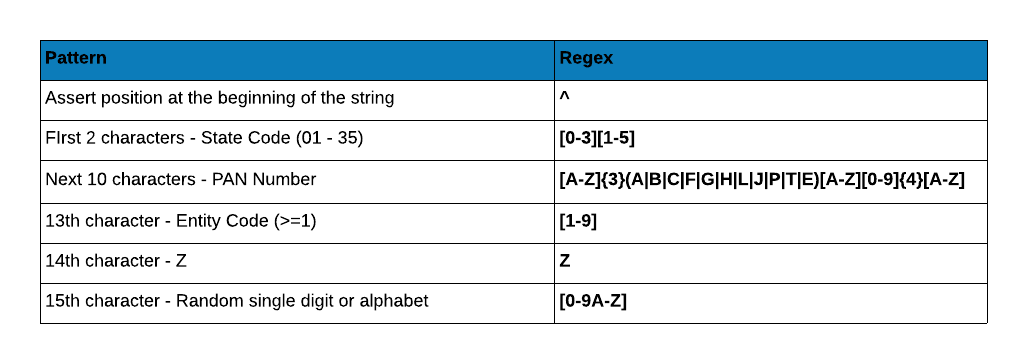 Pattern Regex
Assert position at the beginning of the string ^
FIrst 2 characters - State Code (01 - 35) [0-3][1-5]
Next 10 characters - PAN Number [A-Z]{3}(A|B|C|F|G|H|L|J|P|T|E)[A-Z][0-9]{4}[A-Z]
13th character - Entity Code (>=1) [1-9]
14th character - Z Z
15th character - Random single digit or alphabet [0-9A-Z]